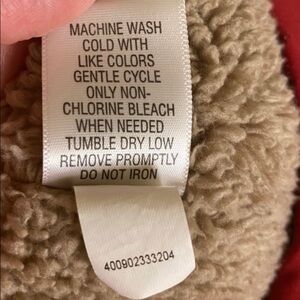 MACHINE WASH
COLD WITH
LIKE COLORS
GENTLE CYCLE
ONLY NON-
CHLORINE BLEACH
WHEN NEEDED
TUMBLE DRY LOW
REMOVE PROMPTLY
DO NOT IRON
400902333204